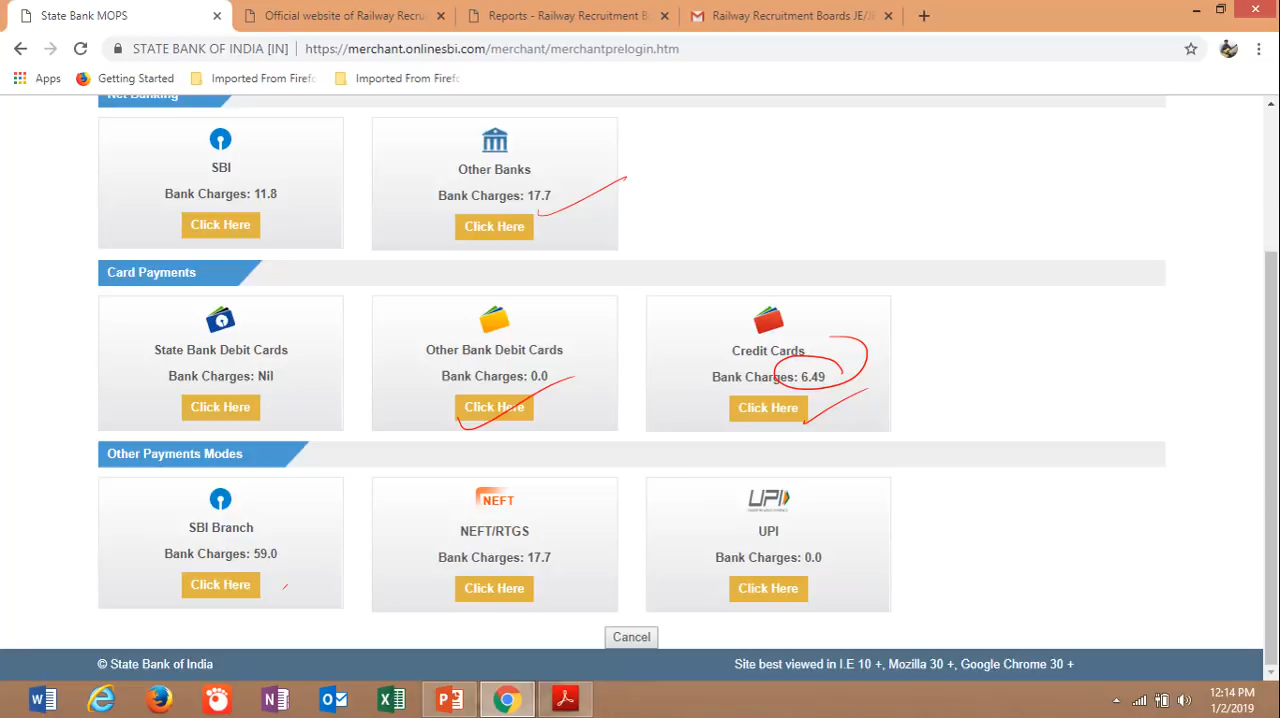 State Bank MOPS
Official website of Railway Recru
Reports - Railway Recruitment B
Railway Recruitment Boards JE/JE
STATE BANK OF INDIA [IN] https://merchant.onlinesbi.com/merchant/merchantprelogin.htm
Apps Getting Started Imported From Firefo Imported From Firefo
Net Banking
SBI
Bank Charges: 11.8
Click Here
Other Banks
Bank Charges: 17.7
Click Here
Card Payments
State Bank Debit Cards
Bank Charges: Nil
Click Here
Other Bank Debit Cards
Bank Charges: 0.0
Click Here
Credit Cards
Bank Charges: 6.49
Click Here
Other Payments Modes
SBI Branch
Bank Charges: 59.0
Click Here
NEFT
NEFT/RTGS
Bank Charges: 17.7
Click Here
UPI
UPI
Bank Charges: 0.0
Click Here
Cancel
© State Bank of India
Site best viewed in I.E 10 +, Mozilla 30 +, Google Chrome 30 +
12:14 PM
1/2/2019